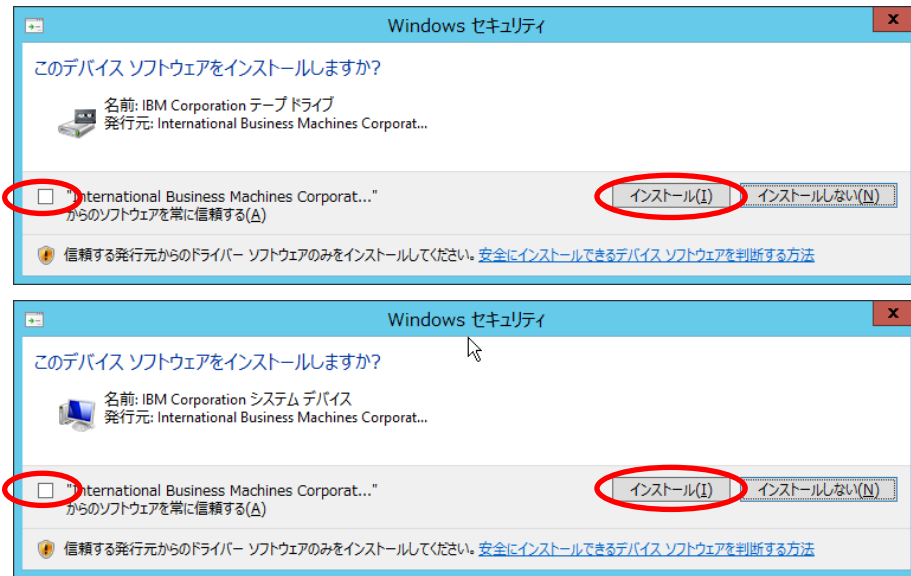 Windows セキュリティ
x
このデバイス ソフトウェアをインストールしますか?
名前: IBM Corporation テープ ドライブ
発行元: International Business Machines Corporat...
"International Business Machines Corporat..."
からのソフトウェアを常に信頼する(A)
インストール(I)
インストールしない(N)
信頼する発行元からのドライバー ソフトウェアのみをインストールしてください。安全にインストールできるデバイス ソフトウェアを判断する方法
Windows セキュリティ
x
このデバイス ソフトウェアをインストールしますか?
名前: IBM Corporation システム デバイス
発行元: International Business Machines Corporat...
"International Business Machines Corporat..."
からのソフトウェアを常に信頼する(A)
インストール(I)
インストールしない(N)
信頼する発行元からのドライバー ソフトウェアのみをインストールしてください。安全にインストールできるデバイス ソフトウェアを判断する方法